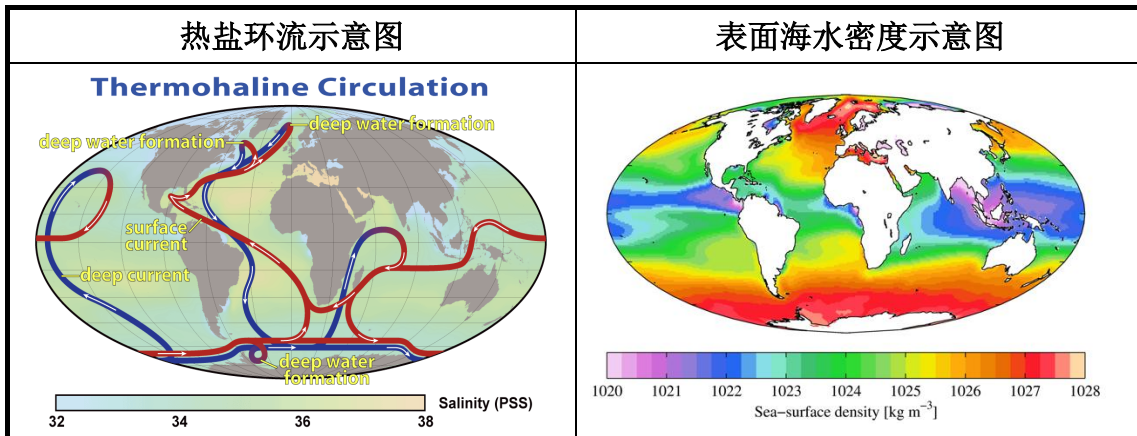 热盐环流示意图
表面海水密度示意图
Thermohaline Circulation
deep water formation
deep water formation
surface
current
deep current
deep water
formation
Salinity (PSS)
32 34 36 38
1020 1021 1022 1023 1024 1025 1026 1027 1028
Sea-surface density [kg m⁻³]